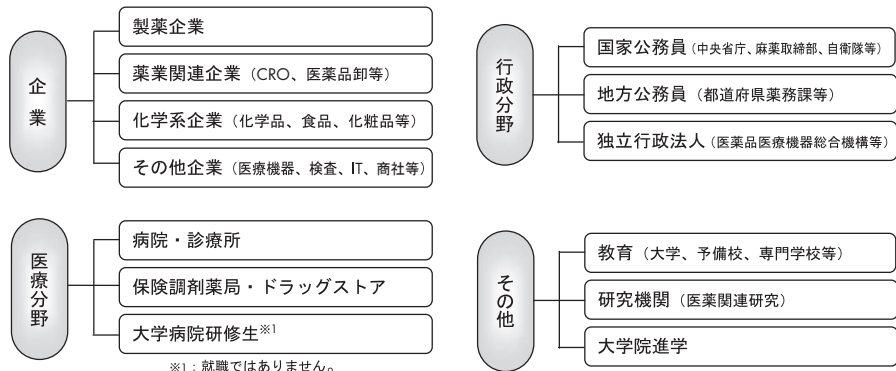 企業
製薬企業
薬業関連企業（CRO、医薬品卸等）
化学系企業（化学品、食品、化粧品等）
その他企業（医療機器、検査、IT、商社等）
行政分野
国家公務員（中央省庁、麻薬取締部、自衛隊等）
地方公務員（都道府県薬務課等）
独立行政法人（医薬品医療機器総合機構等）
医療分野
病院・診療所
保険調剤薬局・ドラッグストア
大学病院研修生※1
※1：就職ではありません。
その他
教育（大学、予備校、専門学校等）
研究機関（医薬関連研究）
大学院進学